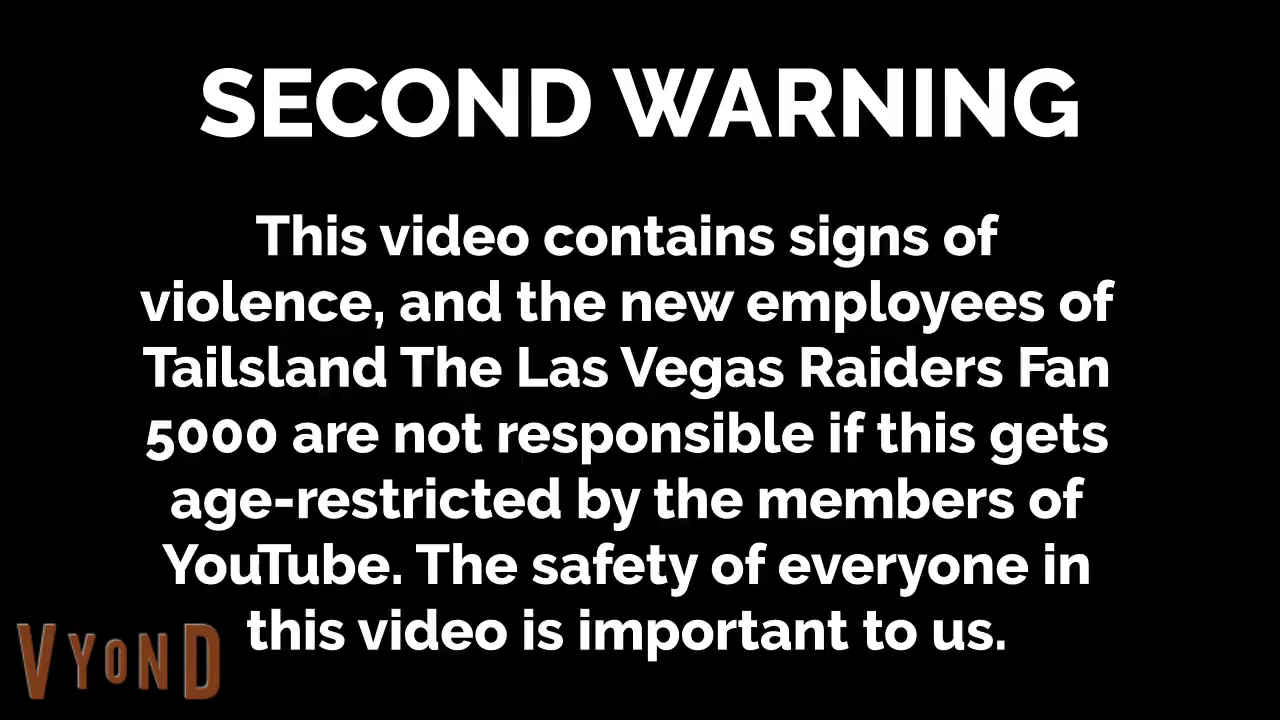 SECOND WARNING
This video contains signs of
violence, and the new employees of
Tailsland The Las Vegas Raiders Fan
5000 are not responsible if this gets
age-restricted by the members of
YouTube. The safety of everyone in
this video is important to us.
VYOND